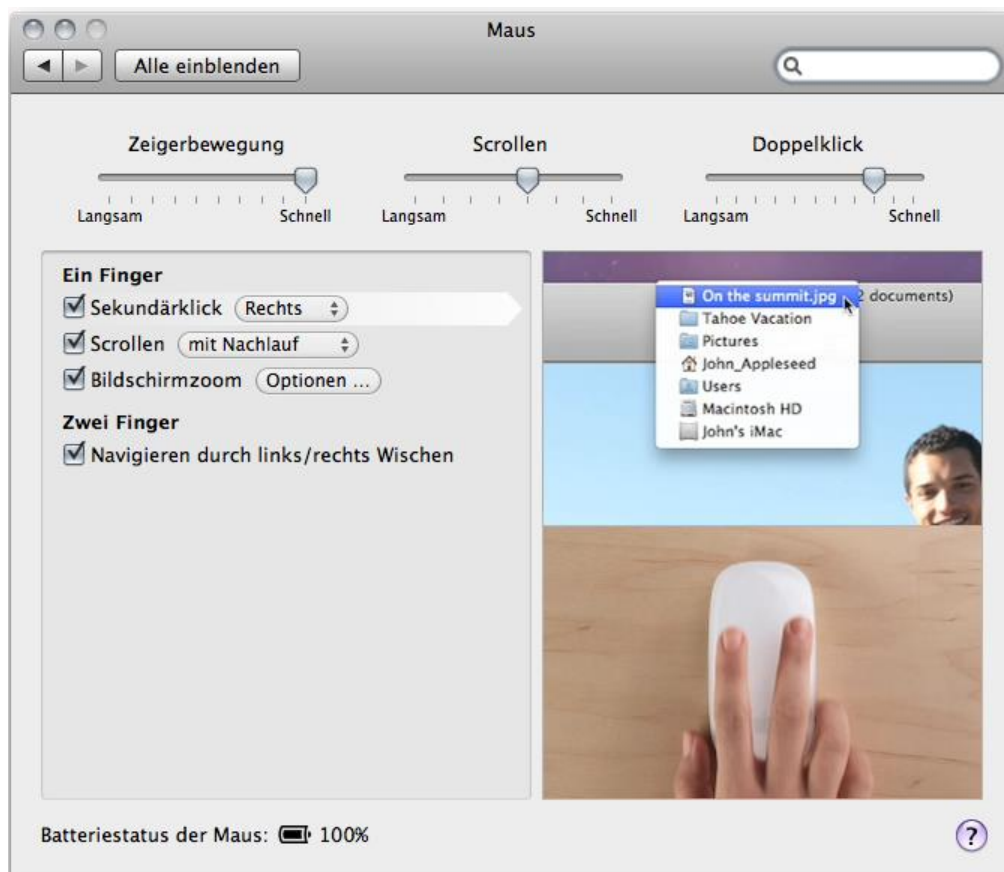 Maus
Alle einblenden
Zeigerbewegung
Langsam Schnell
Scrollen
Langsam Schnell
Doppelklick
Langsam Schnell
Ein Finger
Sekundärklick Rechts
Scrollen mit Nachlauf
Bildschirmzoom Optionen ...
Zwei Finger
Navigieren durch links/rechts Wischen
On the summit.jpg 2 documents)
Tahoe Vacation
Pictures
John_Appleseed
Users
Macintosh HD
John's iMac
Batteriestatus der Maus: 100%
?